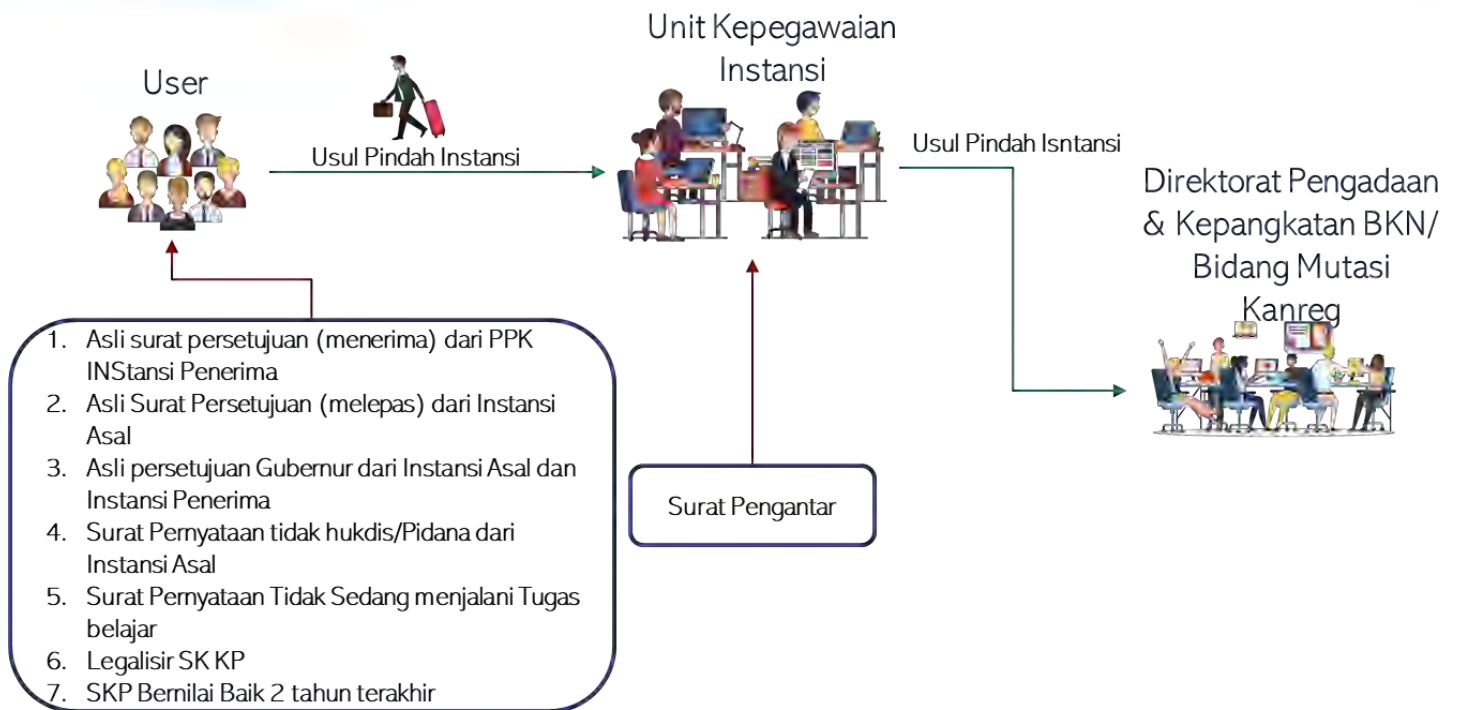 User
Usul Pindah Instansi
Unit Kepegawaian
Instansi
Usul Pindah Isntansi
Direktorat Pengadaan
& Kepangkatan BKN/
Bidang Mutasi
Kanreg
1. Asli surat persetujuan (menerima) dari PPK
INStansi Penerima
2. Asli Surat Persetujuan (melepas) dari Instansi
Asal
3. Asli persetujuan Gubernur dari Instansi Asal dan
Instansi Penerima
4. Surat Pernyataan tidak hukdis/Pidana dari
Instansi Asal
5. Surat Pernyataan Tidak Sedang menjalani Tugas
belajar
6. Legalisir SK KP
7. SKP Bernilai Baik 2 tahun terakhir
Surat Pengantar